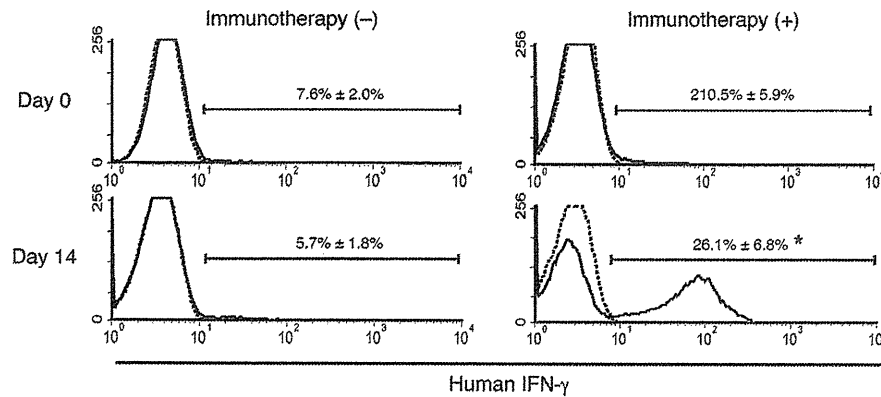 Immunotherapy (–)
Immunotherapy (+)
Day 0
256
0
7.6% ± 2.0%
10⁰ 10¹ 10² 10³ 10⁴
256
0
210.5% ± 5.9%
10⁰ 10¹ 10² 10³ 10
Day 14
256
0
5.7% ± 1.8%
10⁰ 10¹ 10² 10³ 10⁴
256
0
26.1% ± 6.8% *
10⁰ 10¹ 10² 10³ 10
Human IFN-γ